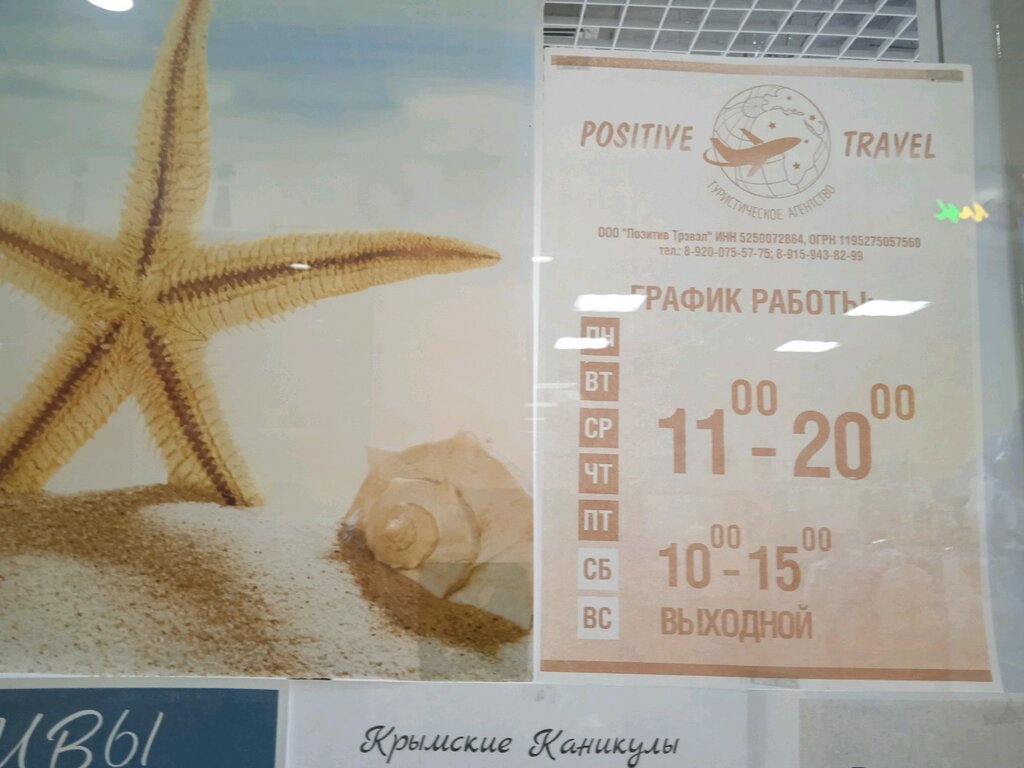 POSITIVE TRAVEL
ТУРИСТИЧЕСКОЕ АГЕНТСТВО
ООО "Позитив Трэвэл" ИНН 5250072864, ОГРН 1195275057560
тел.: 8-920-075-57-75; 8-915-943-82-99
ГРАФИК РАБОТЫ:
ПН
ВТ
СР
ЧТ
ПТ
11 00 - 20 00
СБ 10 00 - 15 00
ВС ВЫХОДНОЙ
ИВЫ
Крымские Каникулы